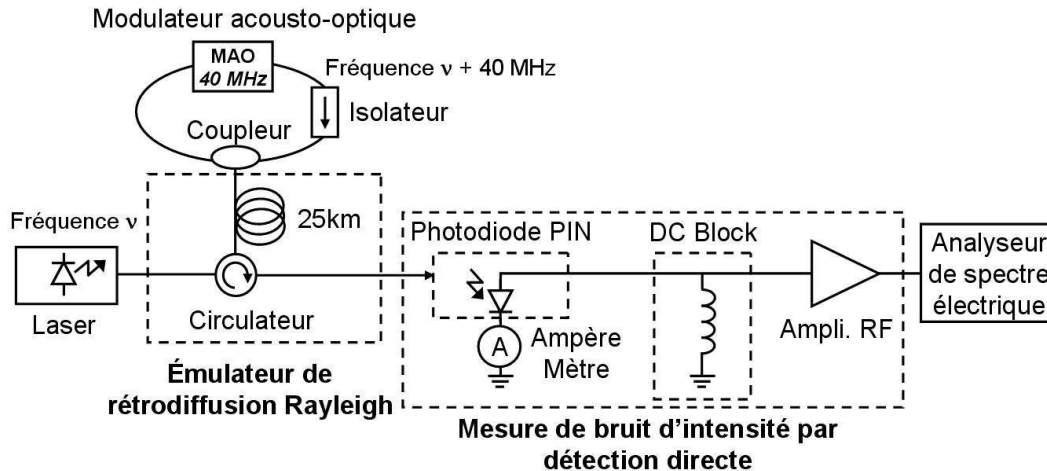 Modulateur acousto-optique
MAO
40 MHz
Fréquence ν + 40 MHz
Isolateur
Coupleur
Fréquence ν
25km
Laser
Circulateur
Émulateur de
rétrodiffusion Rayleigh
Photodiode PIN
DC Block
A
Ampère
Mètre
Ampli. RF
Analyseur
de spectre
électrique
Mesure de bruit d'intensité par
détection directe